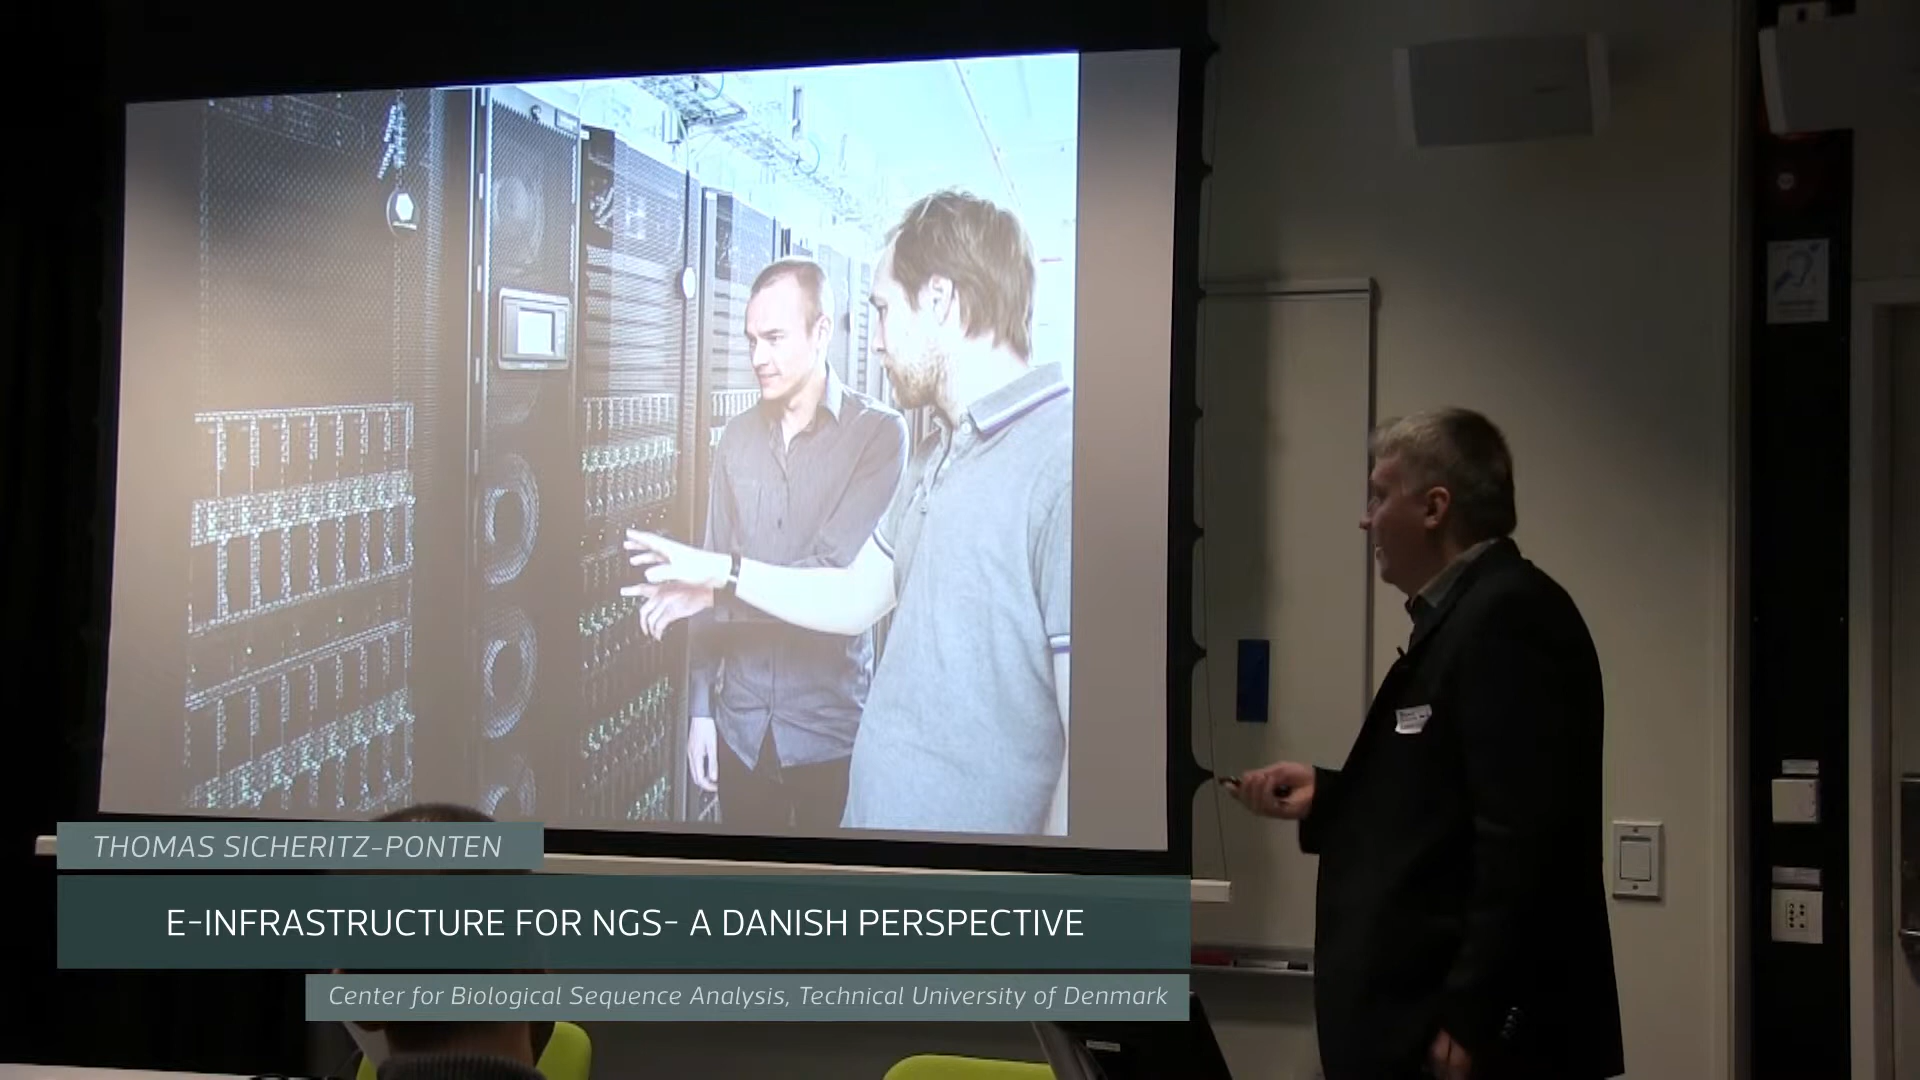 THOMAS SICHERITZ-PONTEN
E-INFRASTRUCTURE FOR NGS- A DANISH PERSPECTIVE
Center for Biological Sequence Analysis, Technical University of Denmark